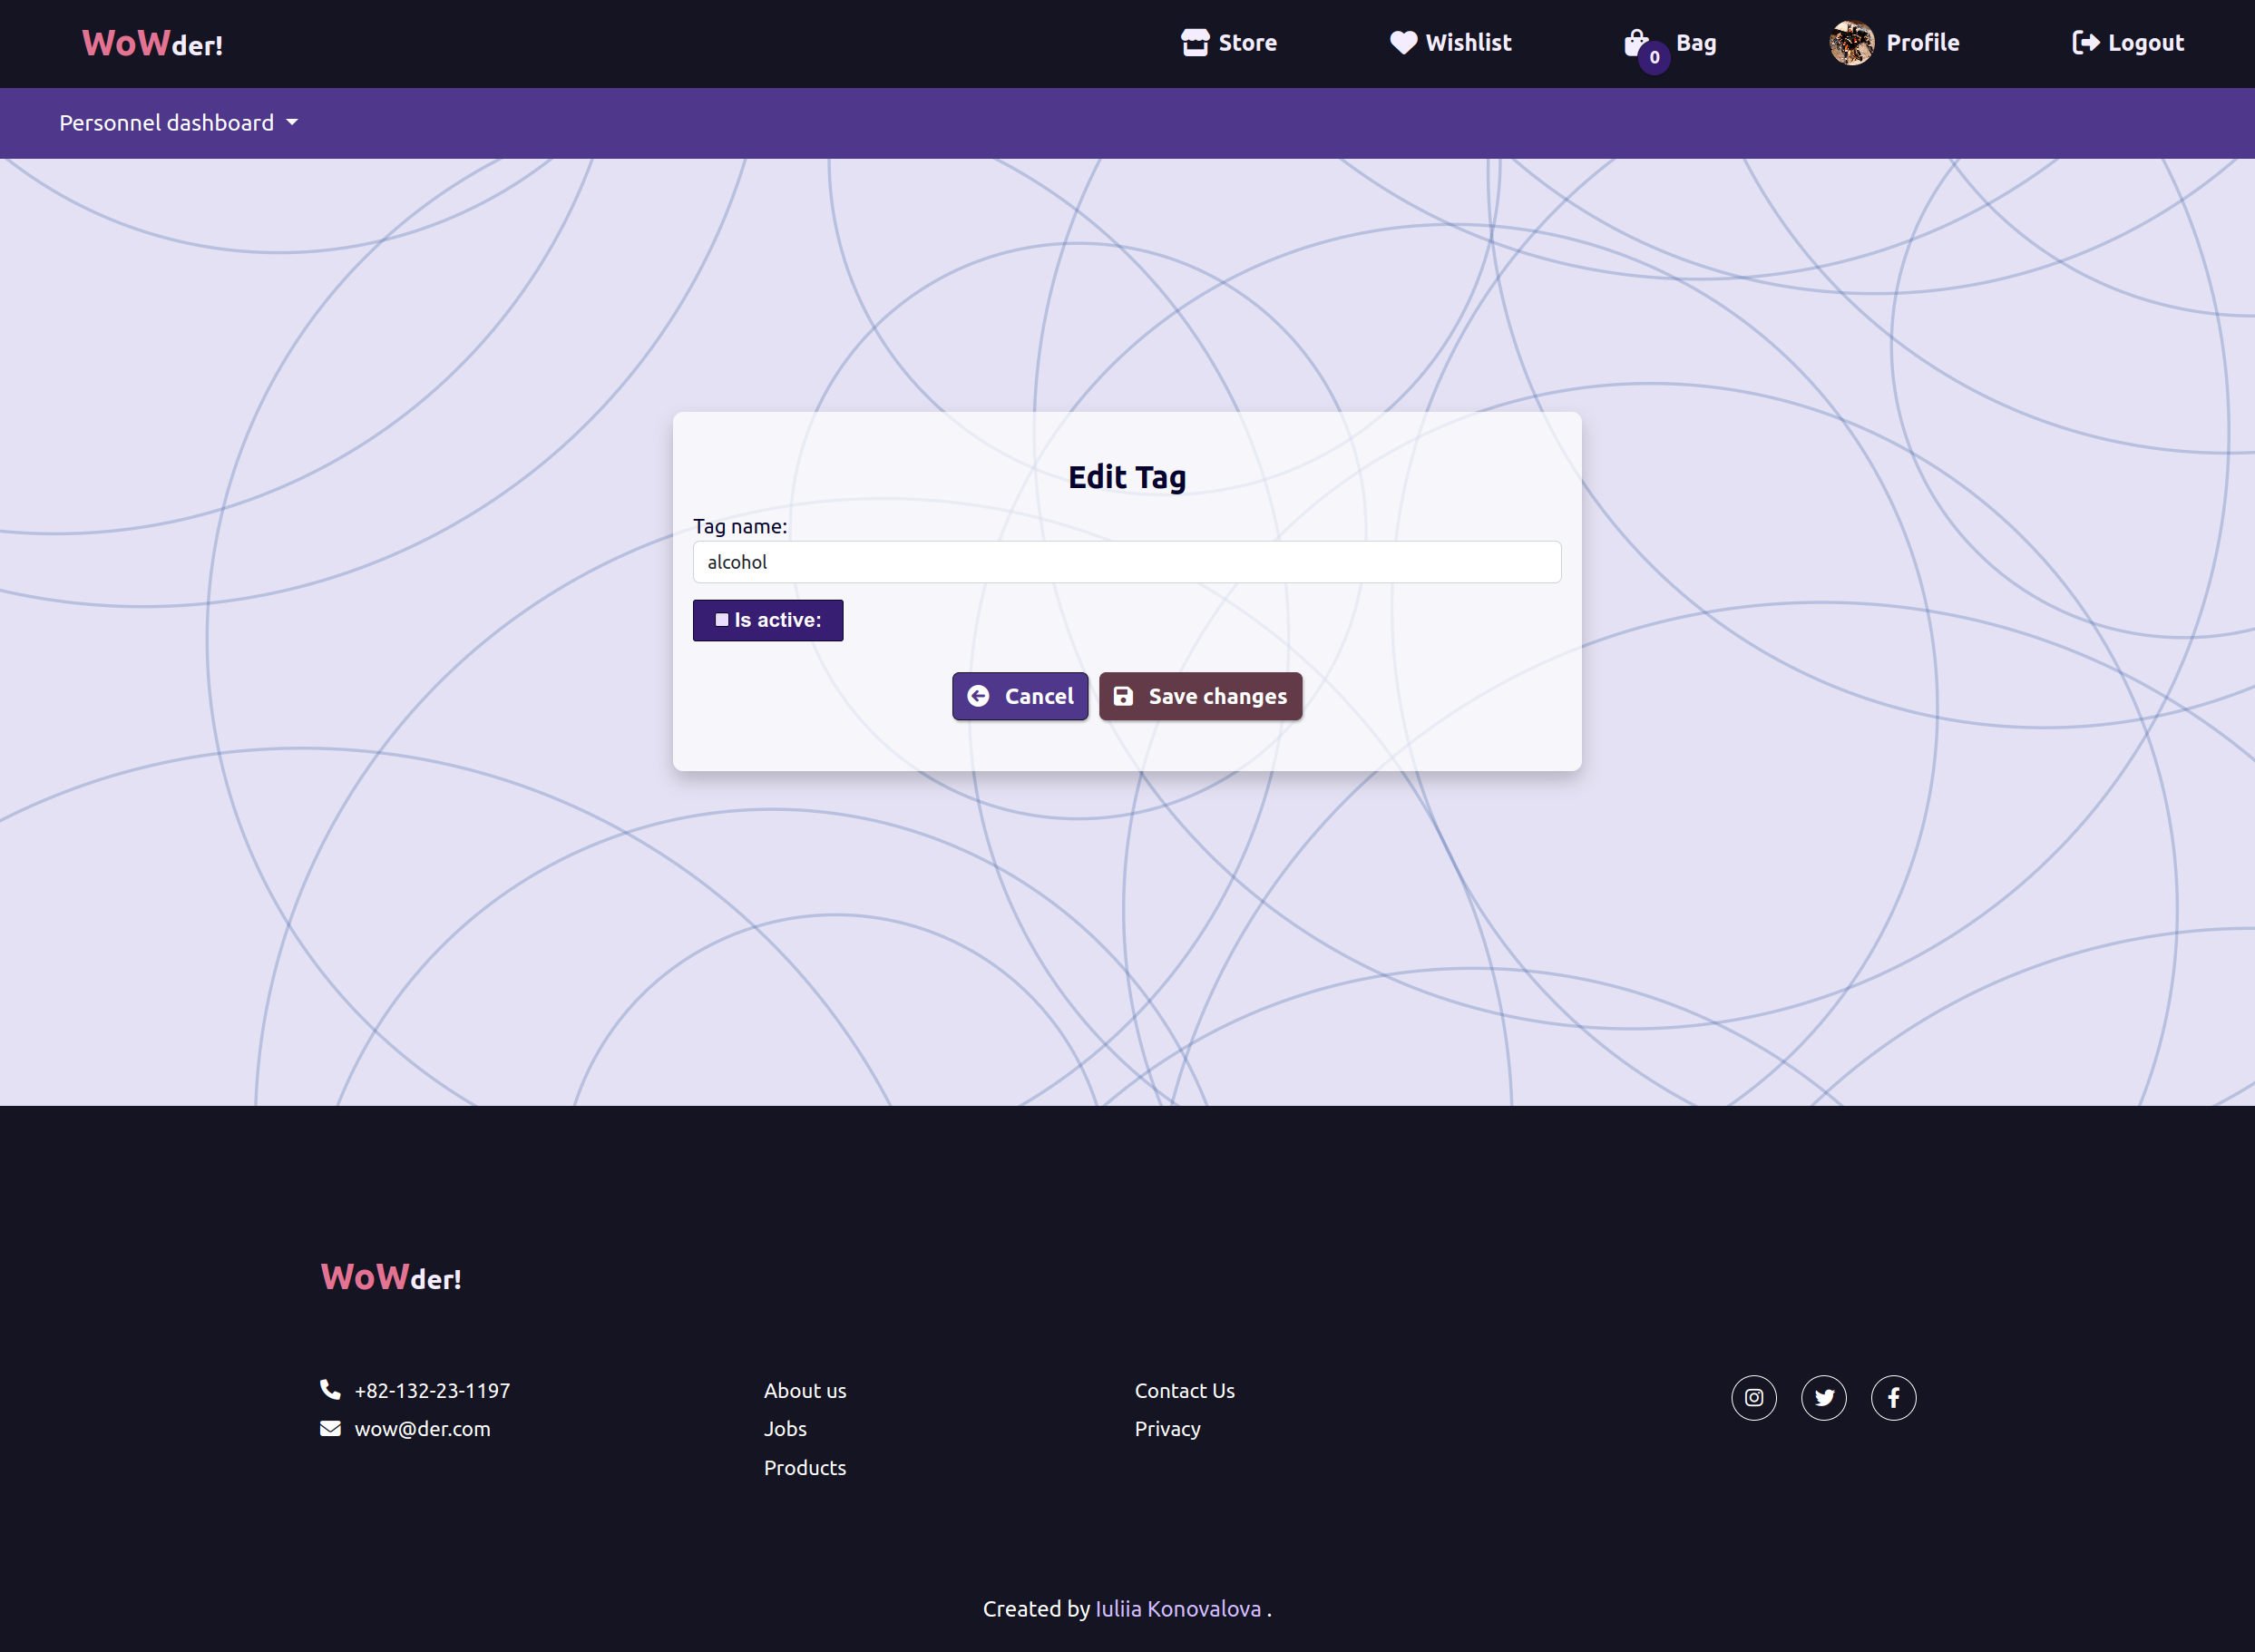 WoWder!
Store
Wishlist
0
Bag
Profile
Logout
Personnel dashboard
Edit Tag
Tag name:
alcohol
Is active:
Cancel
Save changes
WoWder!
+82-132-23-1197
wow@der.com
About us
Jobs
Products
Contact Us
Privacy
Created by Iuliia Konovalova .